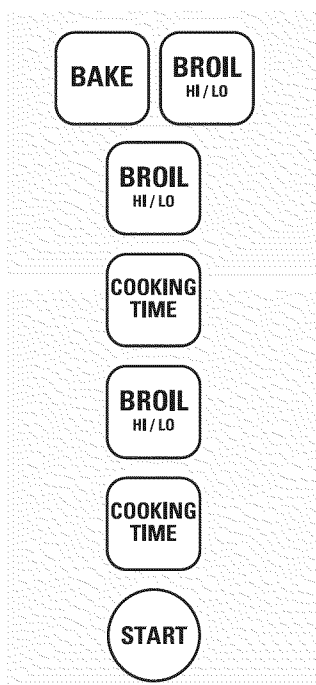 BAKE BROIL
HI / LO
BROIL
HI / LO
COOKING
TIME
BROIL
HI / LO
COOKING
TIME
START